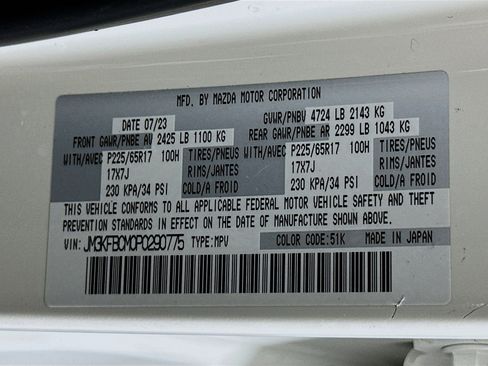 MFD. BY MAZDA MOTOR CORPORATION
DATE 07/23 GVWR/PNBV 4724 LB 2143 KG
FRONT GAWR/PNBE AV 2425 LB 1100 KG REAR GAWR/PNBE AR 2299 LB 1043 KG
WITH/AVEC P225/65R17 100H TIRES/PNEUS WITH/AVEC P225/65R17 100H TIRES/PNEUS
17X7J RIMS/JANTES 17X7J RIMS/JANTES
230 KPA/34 PSI COLD/A FROID 230 KPA/34 PSI COLD/A FROID
THIS VEHICLE CONFORMS TO ALL APPLICABLE FEDERAL MOTOR VEHICLE SAFETY AND THEFT
PREVENTION STANDARDS IN EFFECT ON THE DATE OF MANUFACTURE SHOWN ABOVE.
VIN: JM3KFBCM0P0290775 TYPE: MPV COLOR CODE: 51K MADE IN JAPAN